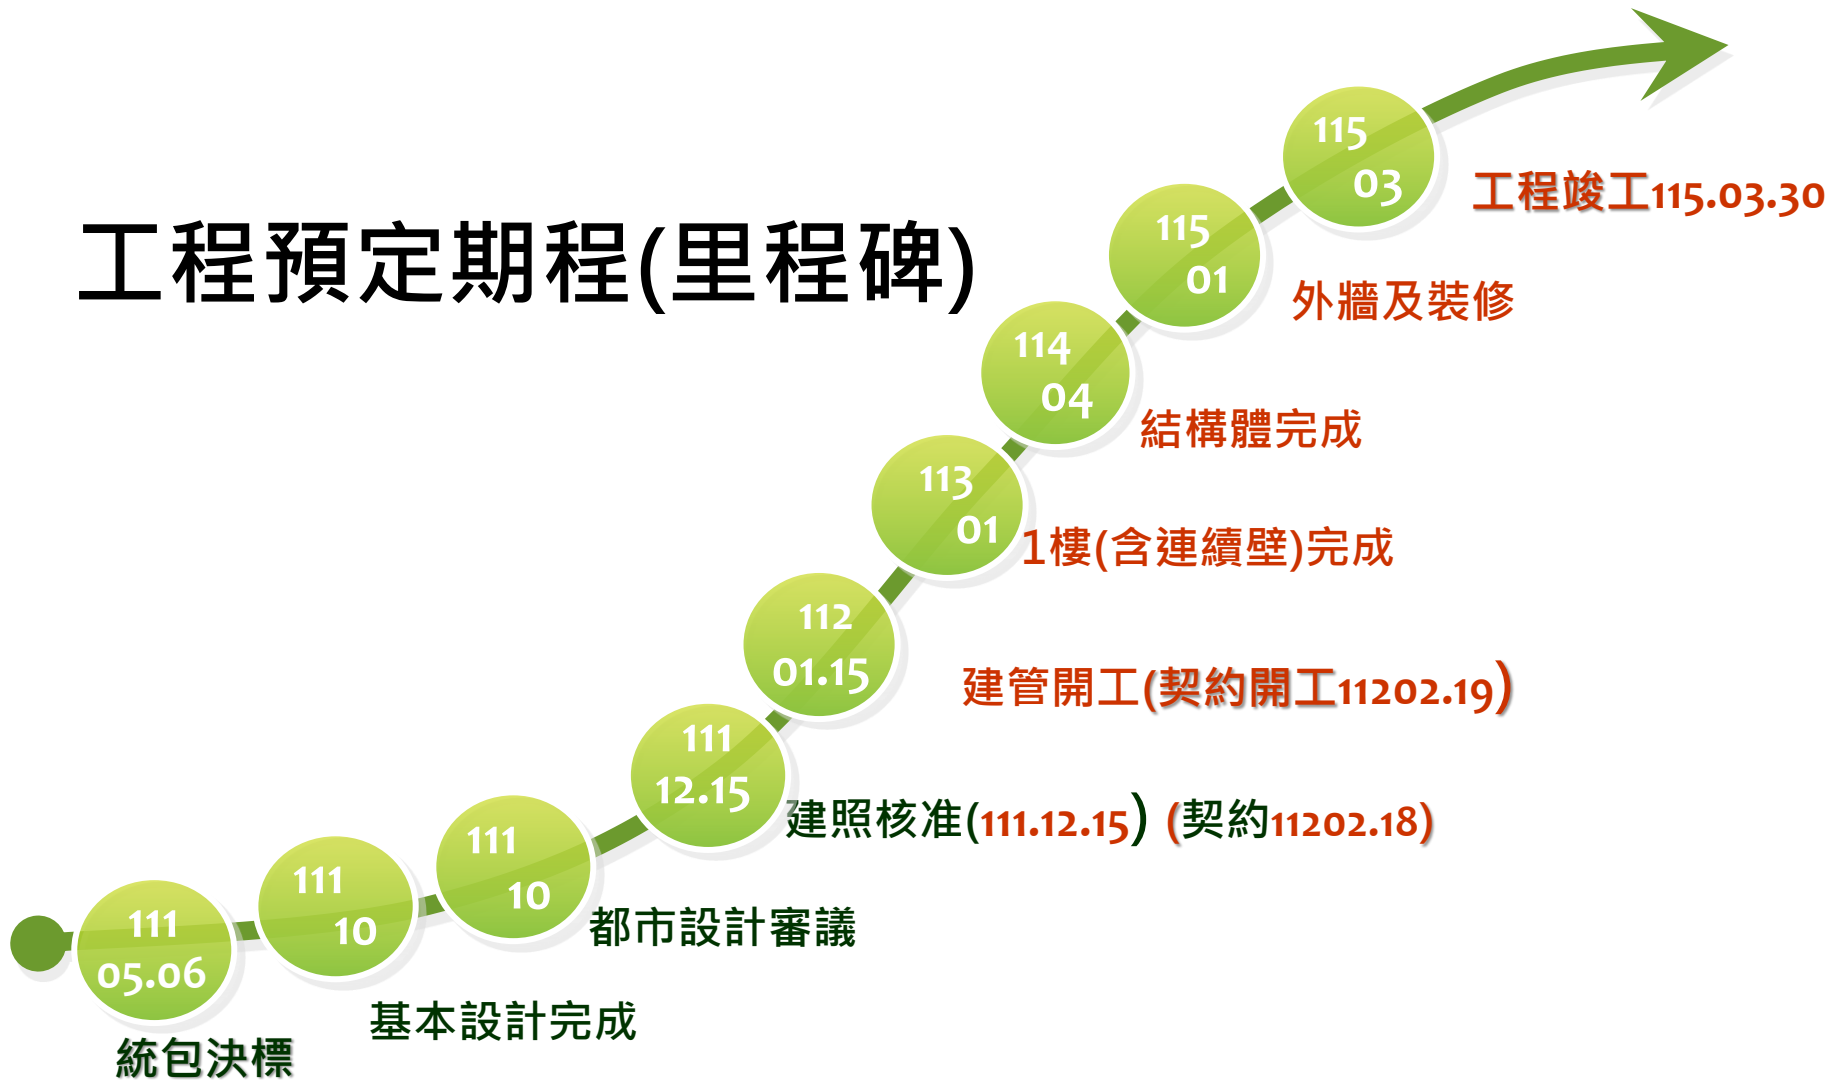 工程預定期程(里程碑)
115
03
工程竣工115.03.30
115
01
外牆及裝修
114
04
結構體完成
113
01
1樓(含連續壁)完成
112
01.15
建管開工(契約開工11202.19)
111
12.15
建照核准(111.12.15) (契約11202.18)
111
10
都市設計審議
111
10
基本設計完成
111
05.06
統包決標